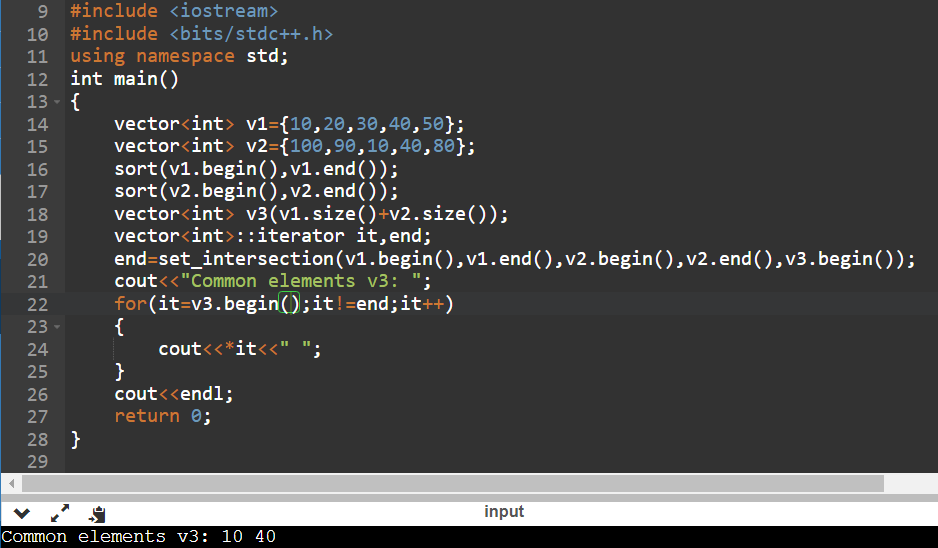 9 #include <iostream>
10 #include <bits/stdc++.h>
11 using namespace std;
12 int main()
13 {
14     vector<int> v1={10,20,30,40,50};
15     vector<int> v2={100,90,10,40,80};
16     sort(v1.begin(),v1.end());
17     sort(v2.begin(),v2.end());
18     vector<int> v3(v1.size()+v2.size());
19     vector<int>::iterator it,end;
20     end=set_intersection(v1.begin(),v1.end(),v2.begin(),v2.end(),v3.begin());
21     cout<<"Common elements v3: ";
22     for(it=v3.begin();it!=end;it++)
23     {
24         cout<<*it<<" ";
25     }
26     cout<<endl;
27     return 0;
28 }
29
input
Common elements v3: 10 40